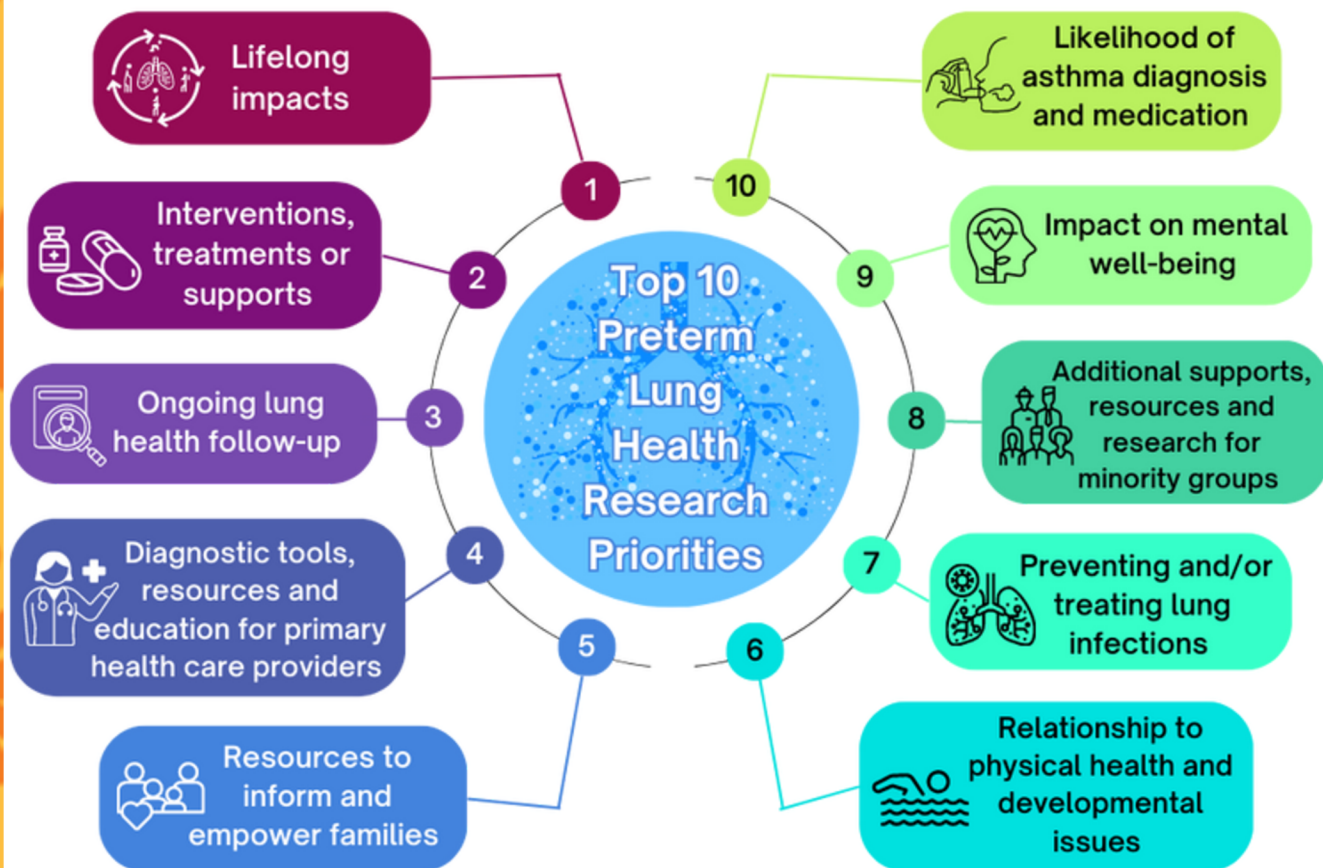 Top 10
Preterm
Lung
Health
Research
Priorities
1
Lifelong
impacts
2
Interventions,
treatments or
supports
3
Ongoing lung
health follow-up
4
Diagnostic tools,
resources and
education for primary
health care providers
5
Resources to
inform and
empower families
6
Relationship to
physical health and
developmental
issues
7
Preventing and/or
treating lung
infections
8
Additional supports,
resources and
research for
minority groups
9
Impact on mental
well-being
10
Likelihood of
asthma diagnosis
and medication